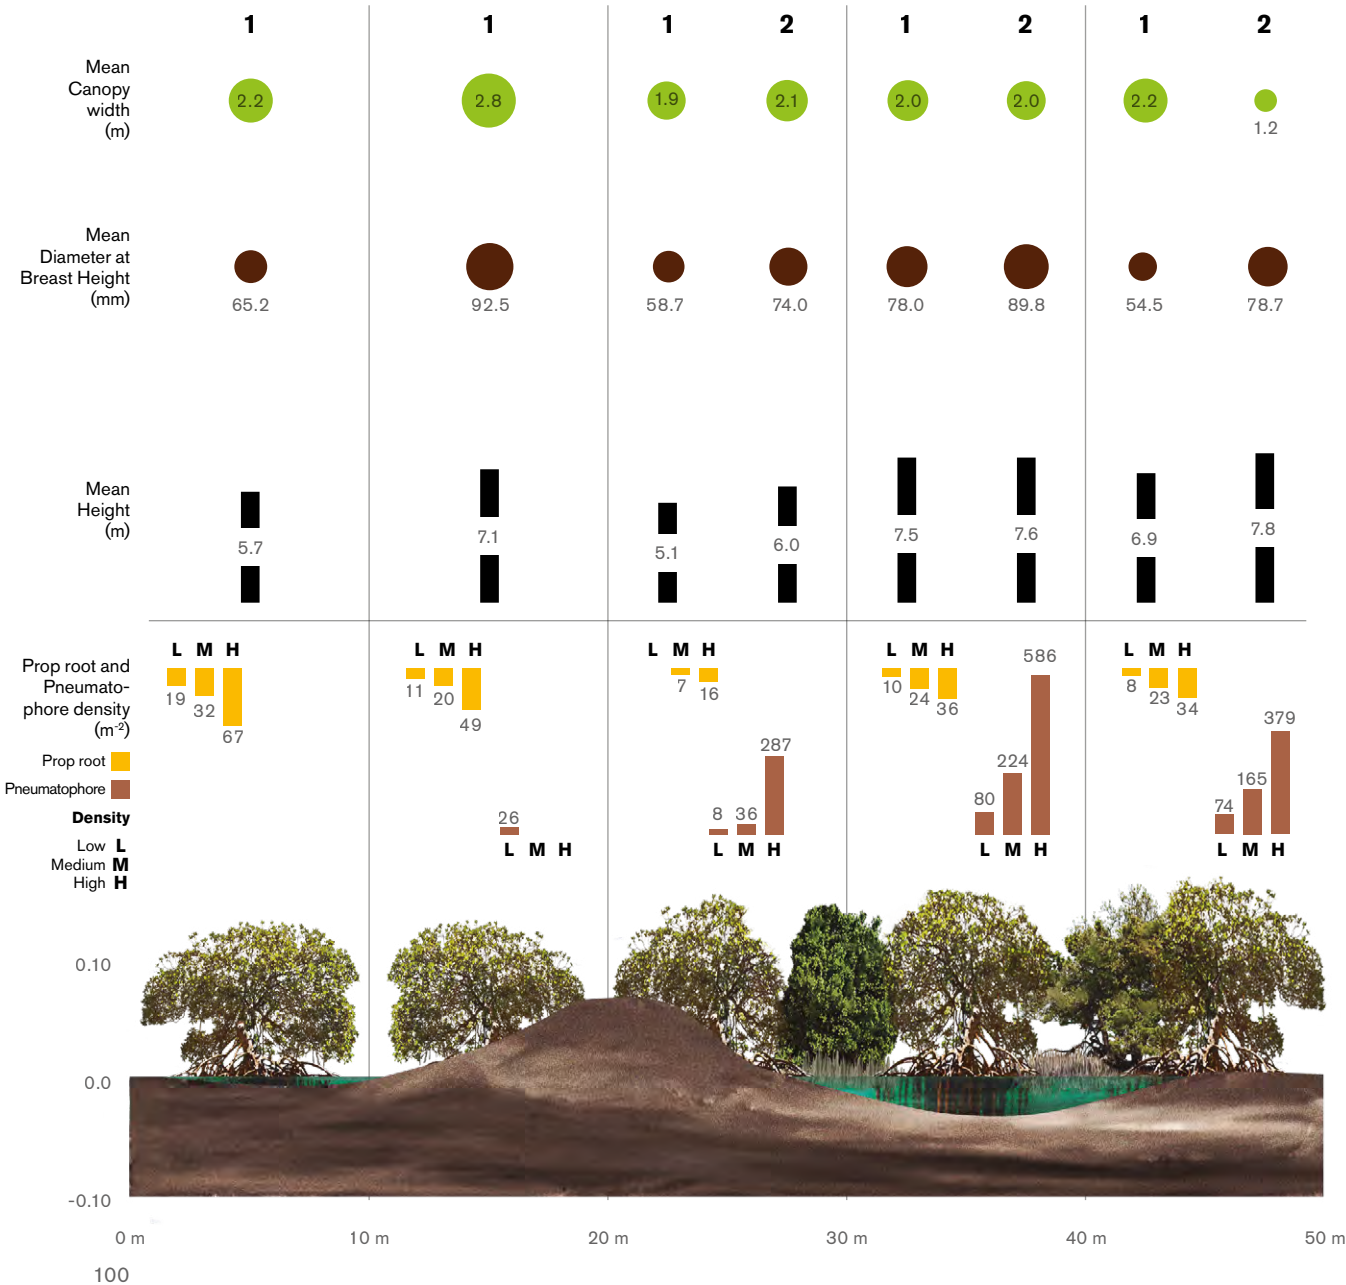 1 1 1 2 1 2 1 2
Mean
Canopy
width
(m)
2.2 2.8 1.9 2.1 2.0 2.0 2.2 1.2
Mean
Diameter at
Breast Height
(mm)
65.2 92.5 58.7 74.0 78.0 89.8 54.5 78.7
Mean
Height
(m)
5.7 7.1 5.1 6.0 7.5 7.6 6.9 7.8
L M H L M H L M H L M H L M H
Prop root and
Pneumato-
phore density
(m-2)
19 32 67 11 20 49 7 16 10 24 36 8 23 34
Prop root
Pneumatophore
26 8 36 287 80 224 586 74 165 379
L M H L M H L M H L M H
Density
Low L
Medium M
High H
0.10
0.0
-0.10
0 m 10 m 20 m 30 m 40 m 50 m
100